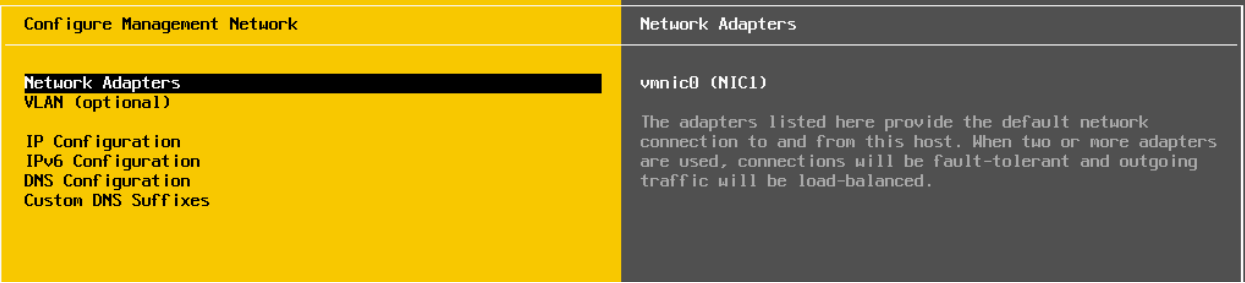 Configure Management Network
Network Adapters
Network Adapters
VLAN (optional)
IP Configuration
IPv6 Configuration
DNS Configuration
Custom DNS Suffixes
vmnic0 (NIC1)
The adapters listed here provide the default network
connection to and from this host. When two or more adapters
are used, connections will be fault-tolerant and outgoing
traffic will be load-balanced.